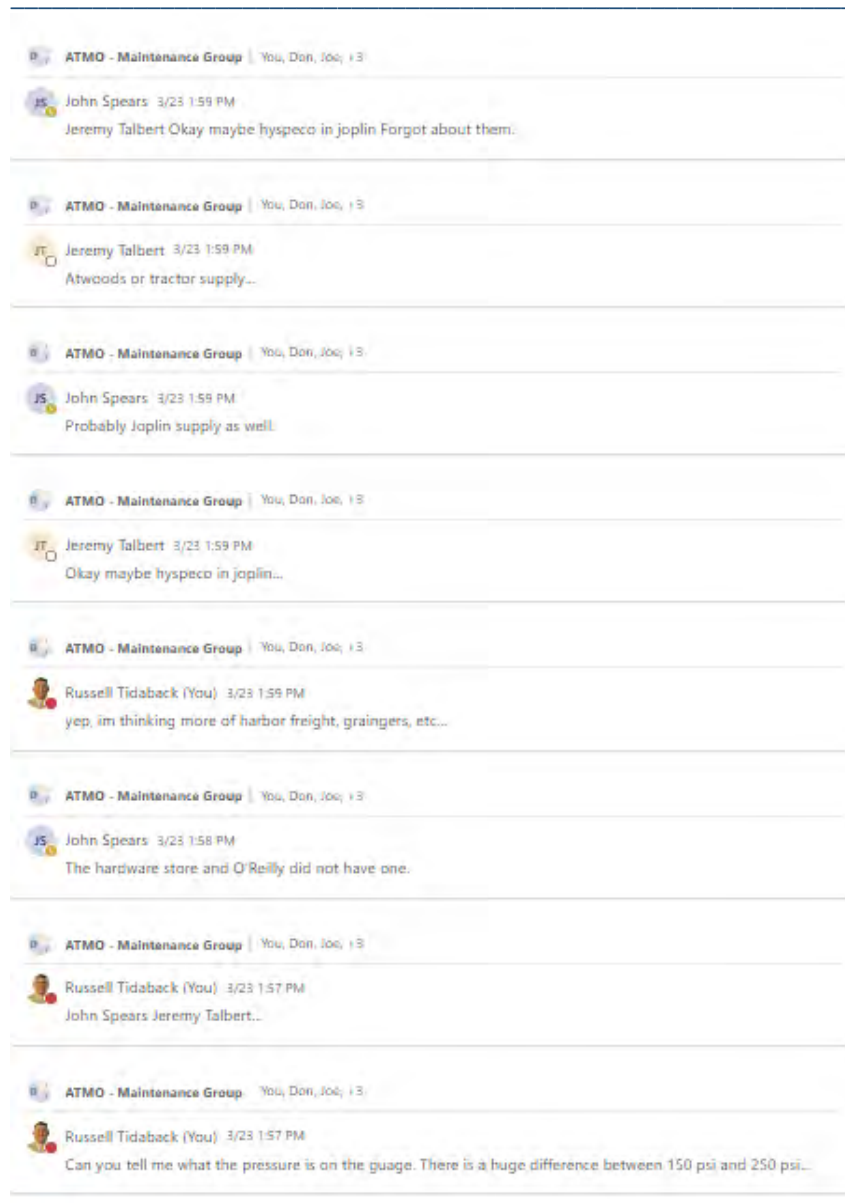 ATMO - Maintenance Group | You, Don, Joe, +3
JS John Spears 3/23 1:59 PM
Jeremy Talbert Okay maybe hyspeco in joplin Forgot about them.
ATMO - Maintenance Group | You, Don, Joe, +3
JT Jeremy Talbert 3/23 1:59 PM
Atwoods or tractor supply...
ATMO - Maintenance Group | You, Don, Joe, +3
JS John Spears 3/23 1:59 PM
Probably Joplin supply as well.
ATMO - Maintenance Group | You, Don, Joe, +3
JT Jeremy Talbert 3/23 1:59 PM
Okay maybe hyspeco in joplin...
ATMO - Maintenance Group | You, Don, Joe, +3
Russell Tidaback (You) 3/23 1:59 PM
yep, im thinking more of harbor freight, graingers, etc...
ATMO - Maintenance Group | You, Don, Joe, +3
JS John Spears 3/23 1:58 PM
The hardware store and O'Reilly did not have one.
ATMO - Maintenance Group | You, Don, Joe, +3
Russell Tidaback (You) 3/23 1:57 PM
John Spears Jeremy Talbert...
ATMO - Maintenance Group You, Don, Joe, +3
Russell Tidaback (You) 3/23 1:57 PM
Can you tell me what the pressure is on the guage. There is a huge difference between 150 psi and 250 psi...